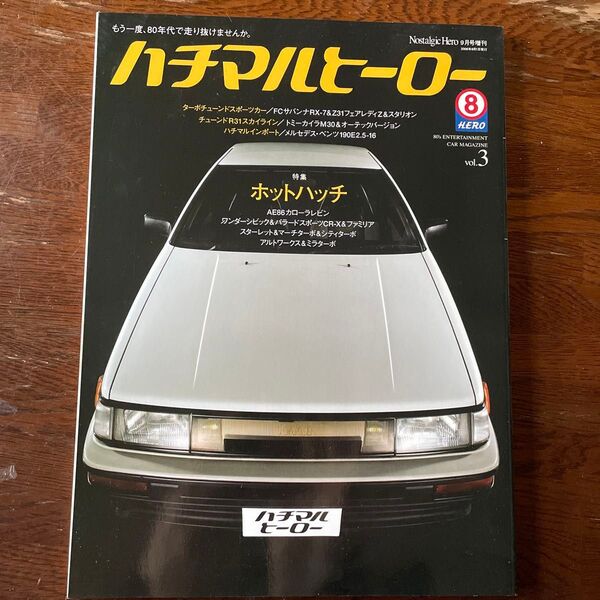 もう一度、80年代で走り抜けませんか。
Nostalgic Hero 9月号増刊
ハチマルヒーロー
8
HERO
80's ENTERTAINMENT
CAR MAGAZINE
vol.3
ターボチューンドスポーツカー/FCサバンナRX-7&Z31フェアレディZ&スタリオン
チューンドR31スカイライン/トミーカイラM30&オーテックバージョン
ハチマルインポート/メルセデス・ベンツ190E2.5-16
特集
ホットハッチ
AE86カローラレビン
ワンダーシビック&バラードスポーツCR-X&ファミリア
スターレット&マーチターボ&シティターボ
アルトワークス&ミラターボ
ハチマル
ヒーロー